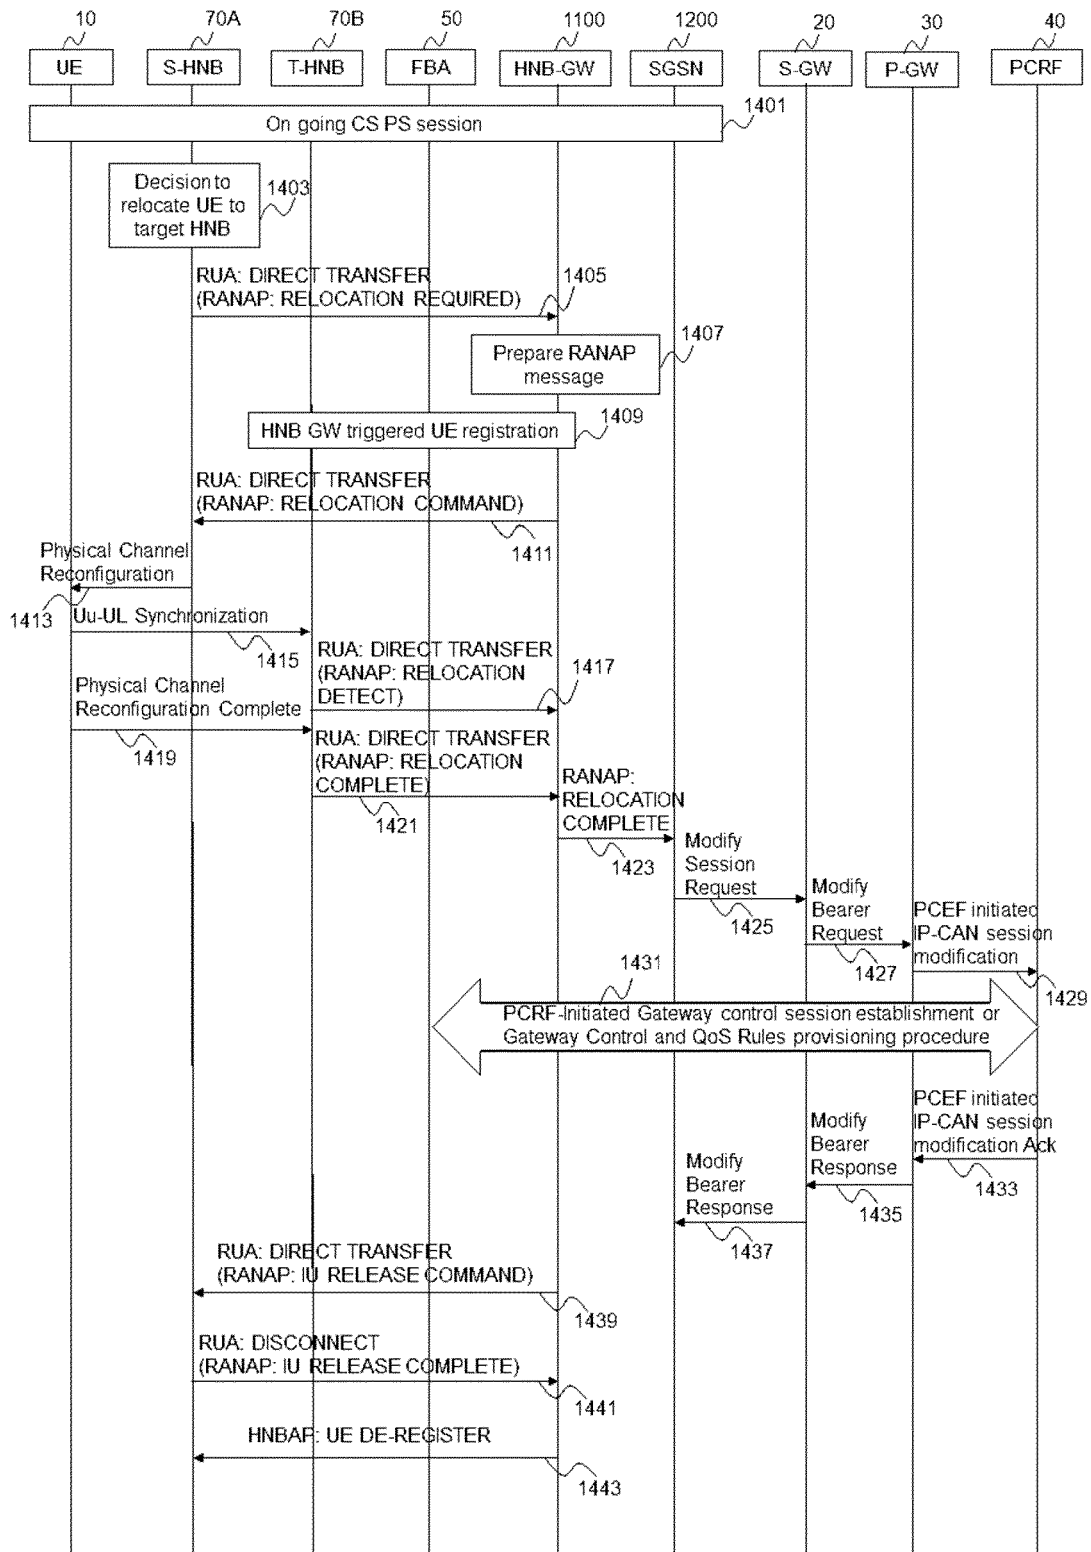 10
70A
70B
50
1100
1200
20
30
40
UE
S-HNB
T-HNB
FBA
HNB-GW
SGSN
S-GW
P-GW
PCRF
On going CS PS session
1401
Decision to
relocate UE to
target HNB
1403
RUA: DIRECT TRANSFER
(RANAP: RELOCATION REQUIRED)
1405
Prepare RANAP
message
1407
HNB GW triggered UE registration
1409
RUA: DIRECT TRANSFER
(RANAP: RELOCATION COMMAND)
1411
Physical Channel
Reconfiguration
1413
Uu-UL Synchronization
1415
RUA: DIRECT TRANSFER
(RANAP: RELOCATION
DETECT)
1417
Physical Channel
Reconfiguration Complete
1419
RUA: DIRECT TRANSFER
(RANAP: RELOCATION
COMPLETE)
1421
RANAP:
RELOCATION
COMPLETE
1423
Modify
Session
Request
1425
Modify
Bearer
Request
1427
PCEF initiated
IP-CAN session
modification
1429
1431
PCRF-Initiated Gateway control session establishment or
Gateway Control and QoS Rules provisioning procedure
PCEF initiated
IP-CAN session
modification Ack
1433
Modify
Bearer
Response
1435
Modify
Bearer
Response
1437
RUA: DIRECT TRANSFER
(RANAP: IU RELEASE COMMAND)
1439
RUA: DISCONNECT
(RANAP: IU RELEASE COMPLETE)
1441
HNBAP: UE DE-REGISTER
1443